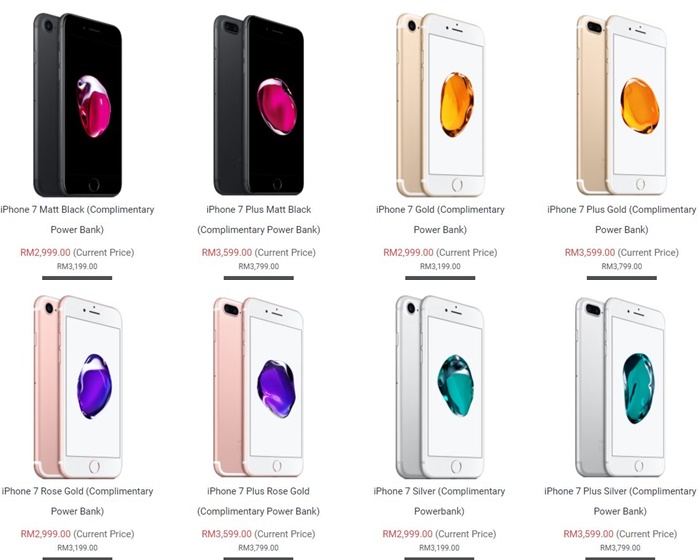 iPhone 7 Matt Black (Complimentary
Power Bank)
RM2,999.00 (Current Price)
RM3,199.00
iPhone 7 Plus Matt Black
(Complimentary Power Bank)
RM3,599.00 (Current Price)
RM3,799.00
iPhone 7 Gold (Complimentary
Power Bank)
RM2,999.00 (Current Price)
RM3,199.00
iPhone 7 Plus Gold (Complimentary
Power Bank)
RM3,599.00 (Current Price)
RM3,799.00
iPhone 7 Rose Gold (Complimentary
Power Bank)
RM2,999.00 (Current Price)
RM3,199.00
iPhone 7 Plus Rose Gold
(Complimentary Power Bank)
RM3,599.00 (Current Price)
RM3,799.00
iPhone 7 Silver (Complimentary
Powerbank)
RM2,999.00 (Current Price)
RM3,199.00
iPhone 7 Plus Silver (Complimentary
Power Bank)
RM3,599.00 (Current Price)
RM3,799.00